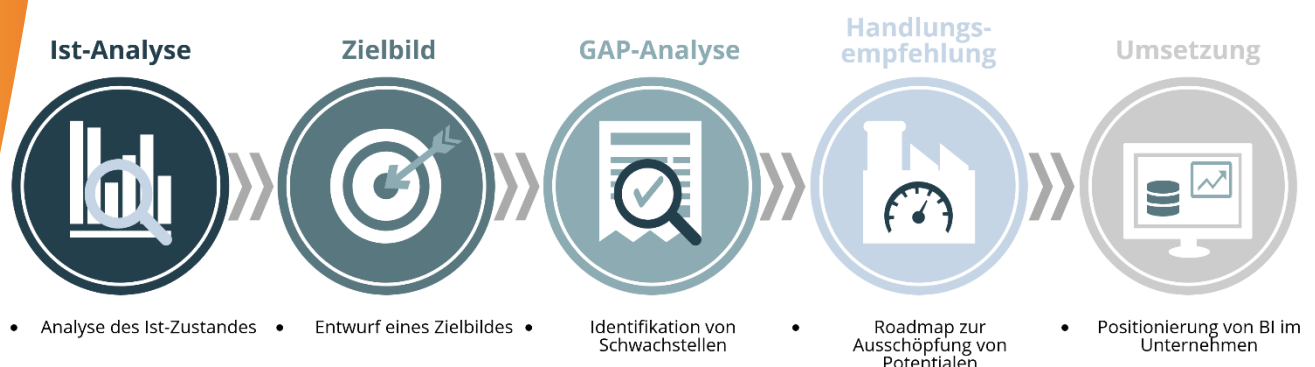 Ist-Analyse
Zielbild
GAP-Analyse
Handlungs-
empfehlung
Umsetzung
• Analyse des Ist-Zustandes
• Entwurf eines Zielbildes
• Identifikation von
Schwachstellen
• Roadmap zur
Ausschöpfung von
Potentialen
• Positionierung von BI im
Unternehmen